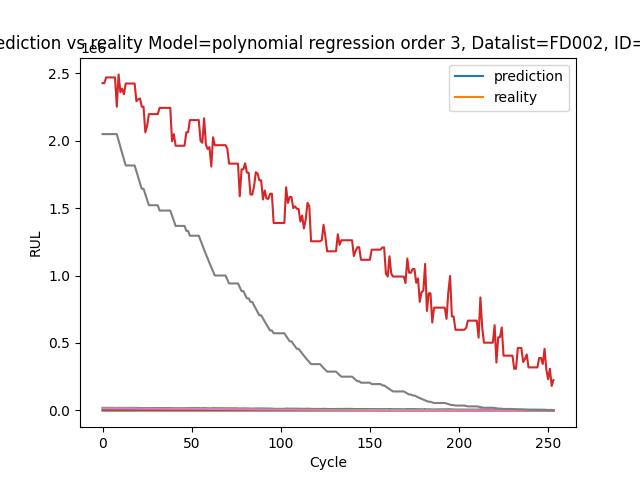 ediction vs reality Model=polynomial regression order 3, Datalist=FD002, ID=
1e6
prediction
reality
2.5
2.0
1.5
1.0
0.5
0.0
RUL
0 50 100 150 200 250
Cycle